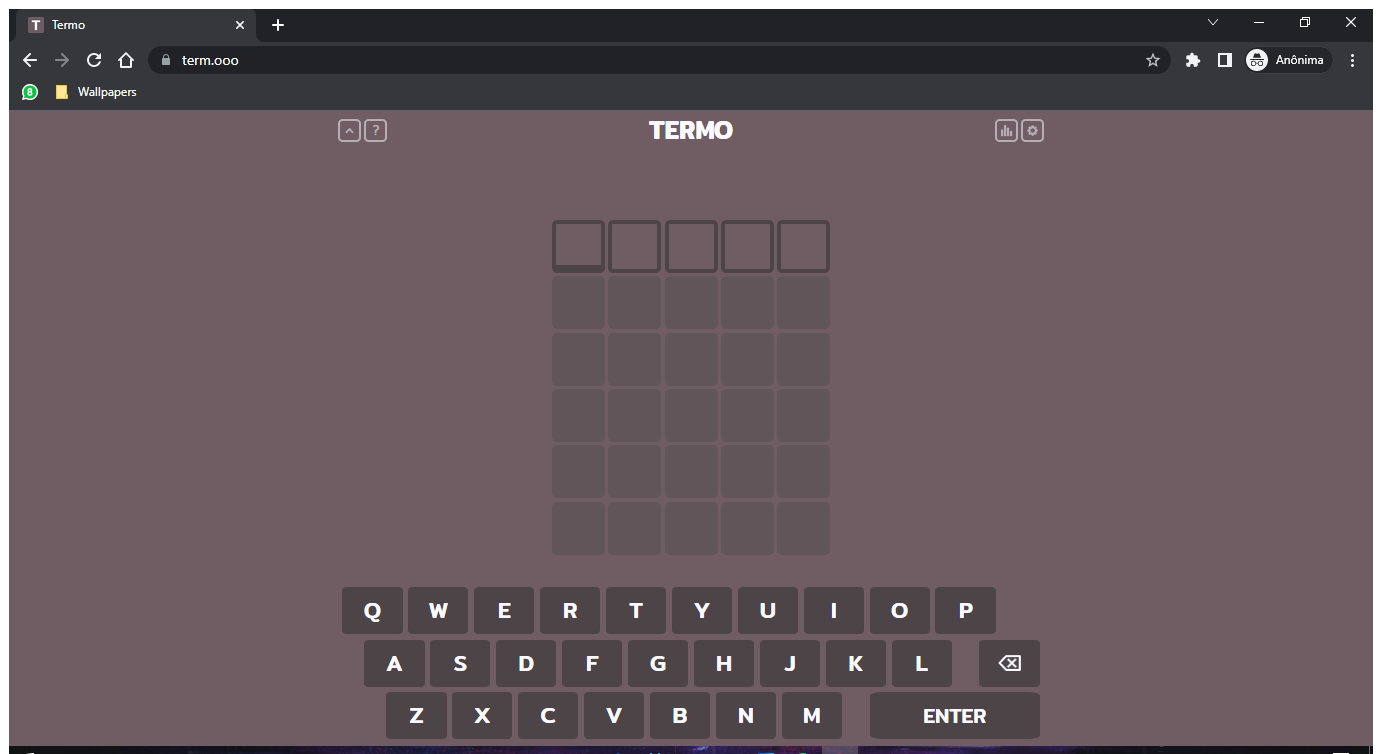 T Termo
term.ooo
Anônima
8 Wallpapers
?
TERMO
Q W E R T Y U I O P
A S D F G H J K L
Z X C V B N M ENTER